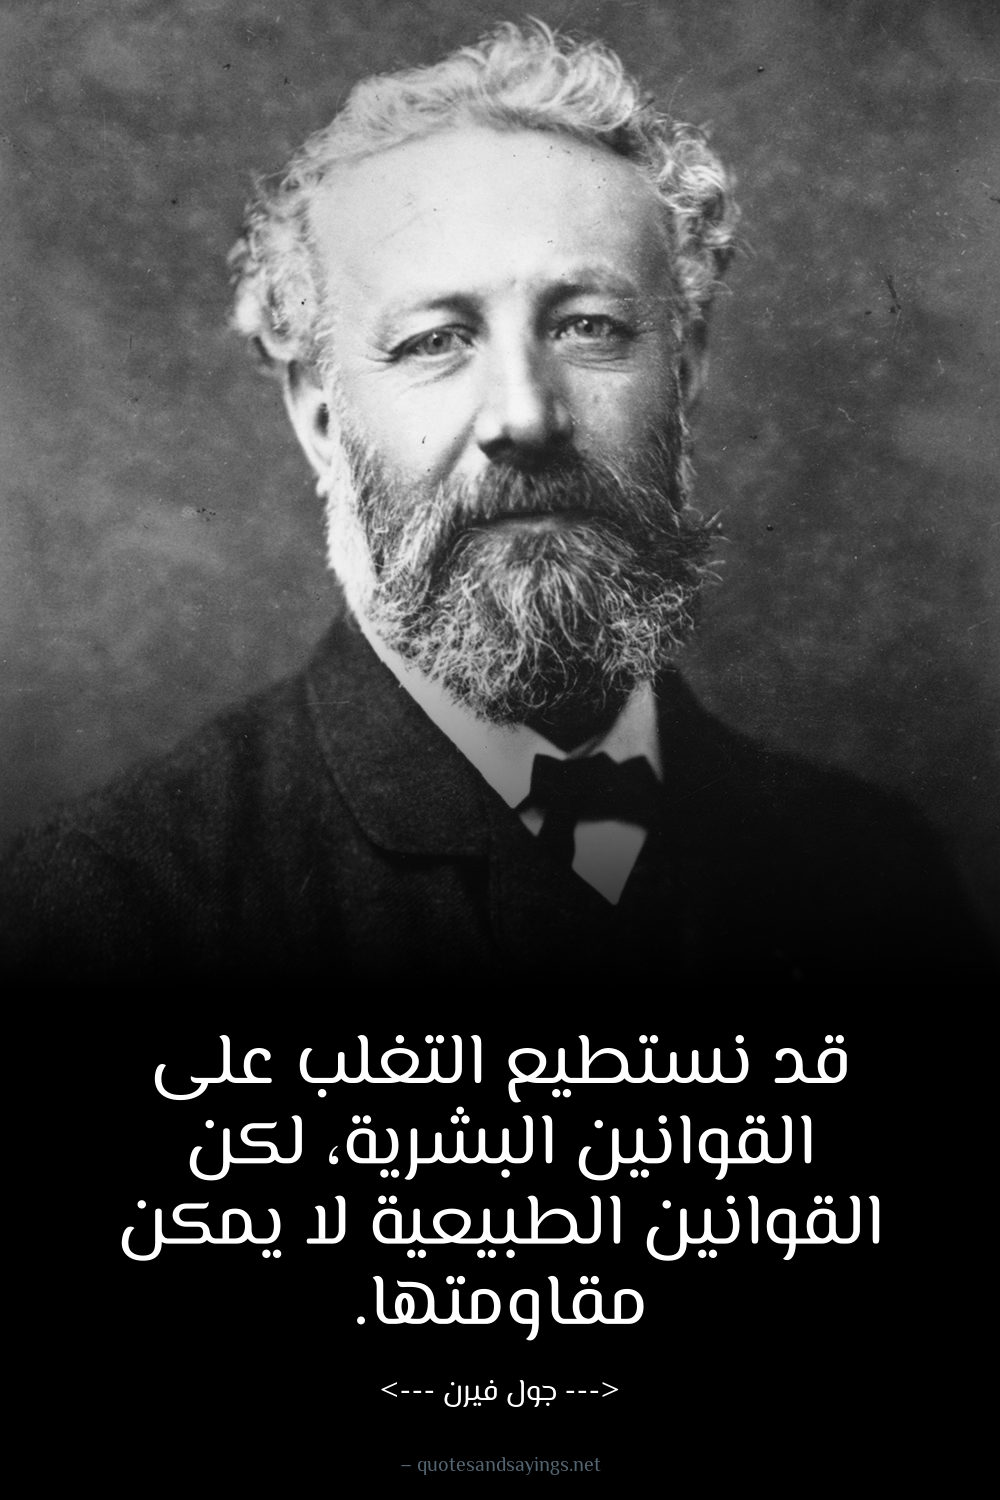 قد نستطيع التغلب على
القوانين البشرية، لكن
القوانين الطبيعية لا يمكن
مقاومتها.
<--- جول فيرن --->
– quotesandsayings.net